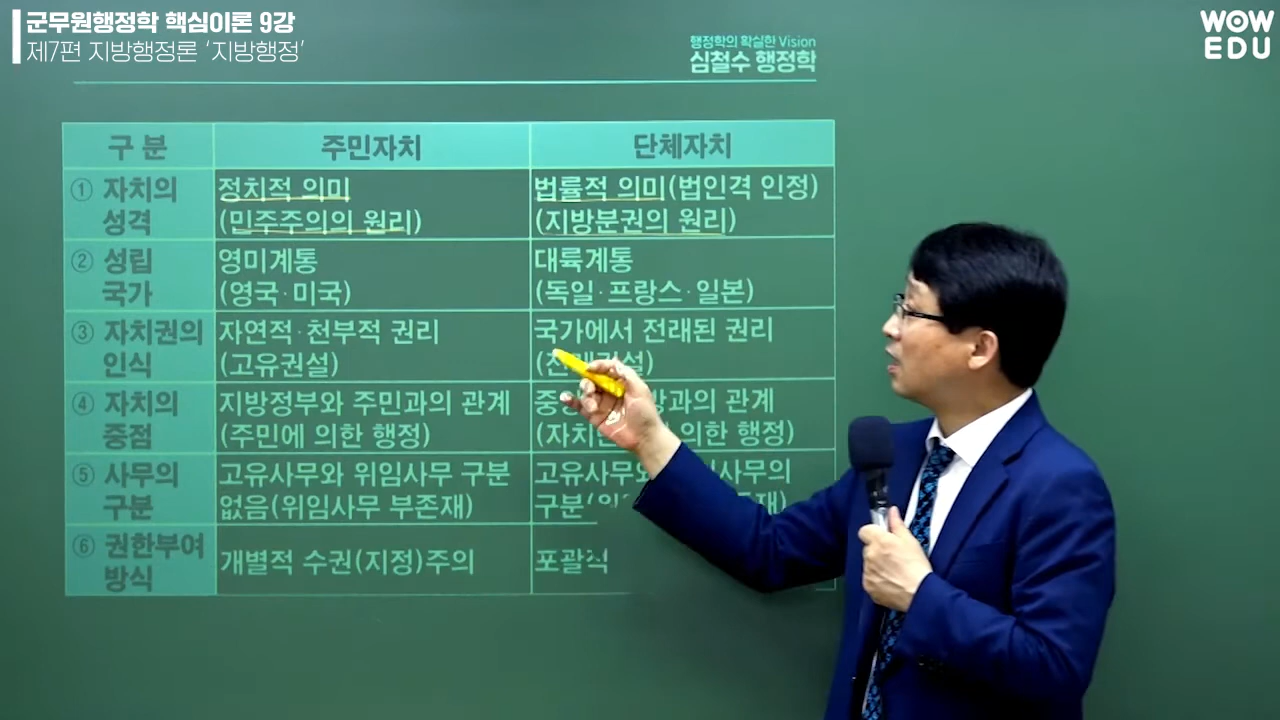 군무원행정학 핵심이론 9강
제7편 지방행정론 ‘지방행정’
WOW
EDU
행정학의 확실한 Vision
심철수 행정학
구 분 주민자치 단체자치
① 자치의 성격
정치적 의미
(민주주의의 원리)
법률적 의미(법인격 인정)
(지방분권의 원리)
② 성립 국가
영미계통
(영국·미국)
대륙계통
(독일·프랑스·일본)
③ 자치권의 인식
자연적·천부적 권리
(고유권설)
국가에서 전래된 권리
④ 자치의 중점
지방정부와 주민과의 관계
(주민에 의한 행정)
과의 관계
의한 행정)
⑤ 사무의 구분
고유사무와 위임사무 구분
없음(위임사무 부존재)
고유사무와 사무의
구분
⑥ 권한부여 방식
개별적 수권(지정)주의
포괄적